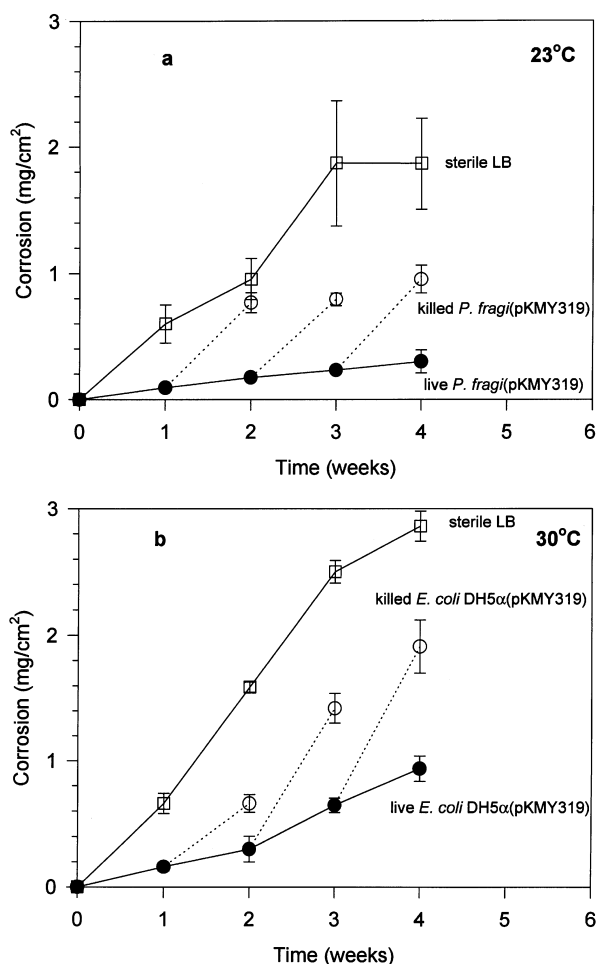 3
a
23°C
2
sterile LB
Corrosion (mg/cm²)
1
killed P. fragi(pKMY319)
live P. fragi(pKMY319)
0
0 1 2 3 4 5 6
Time (weeks)
3
sterile LB
b
30°C
killed E. coli DH5α(pKMY319)
2
Corrosion (mg/cm²)
1
live E. coli DH5α(pKMY319)
0
0 1 2 3 4 5 6
Time (weeks)